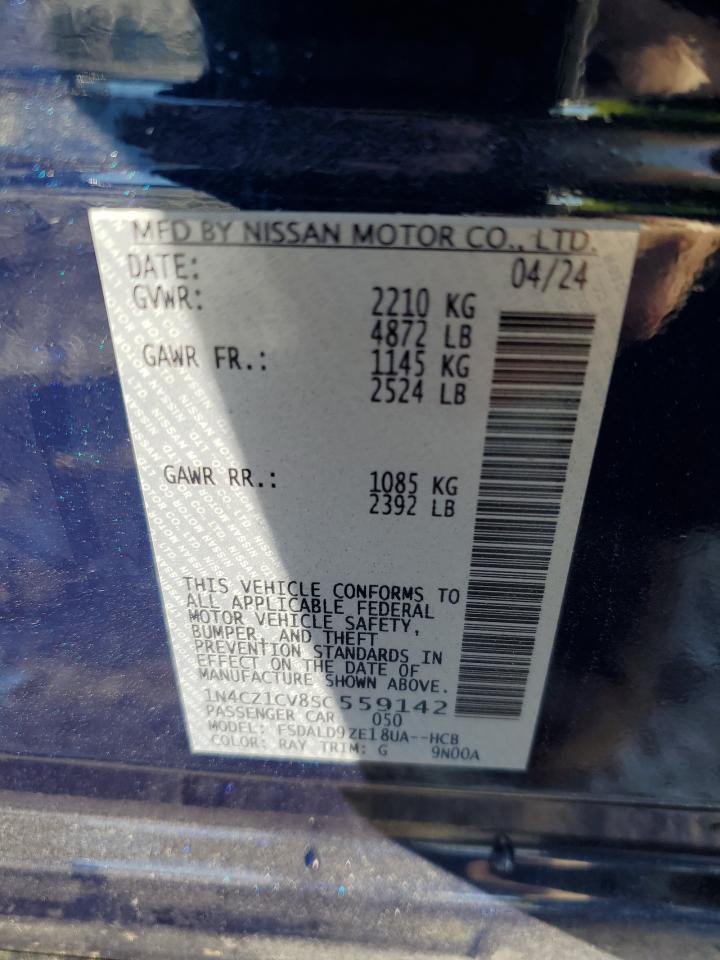 MFD BY NISSAN MOTOR CO., LTD.
DATE: 04/24
GVWR: 2210 KG
4872 LB
GAWR FR.: 1145 KG
2524 LB
GAWR RR.: 1085 KG
2392 LB
THIS VEHICLE CONFORMS TO
ALL APPLICABLE FEDERAL
MOTOR VEHICLE SAFETY,
BUMPER, AND THEFT
PREVENTION STANDARDS IN
EFFECT ON THE DATE OF
MANUFACTURE SHOWN ABOVE.
1N4CZ1CV8SC559142
PASSENGER CAR 050
MODEL: FSDALD9ZE18UA--HCB
COLOR: RAY TRIM: G 9N00A